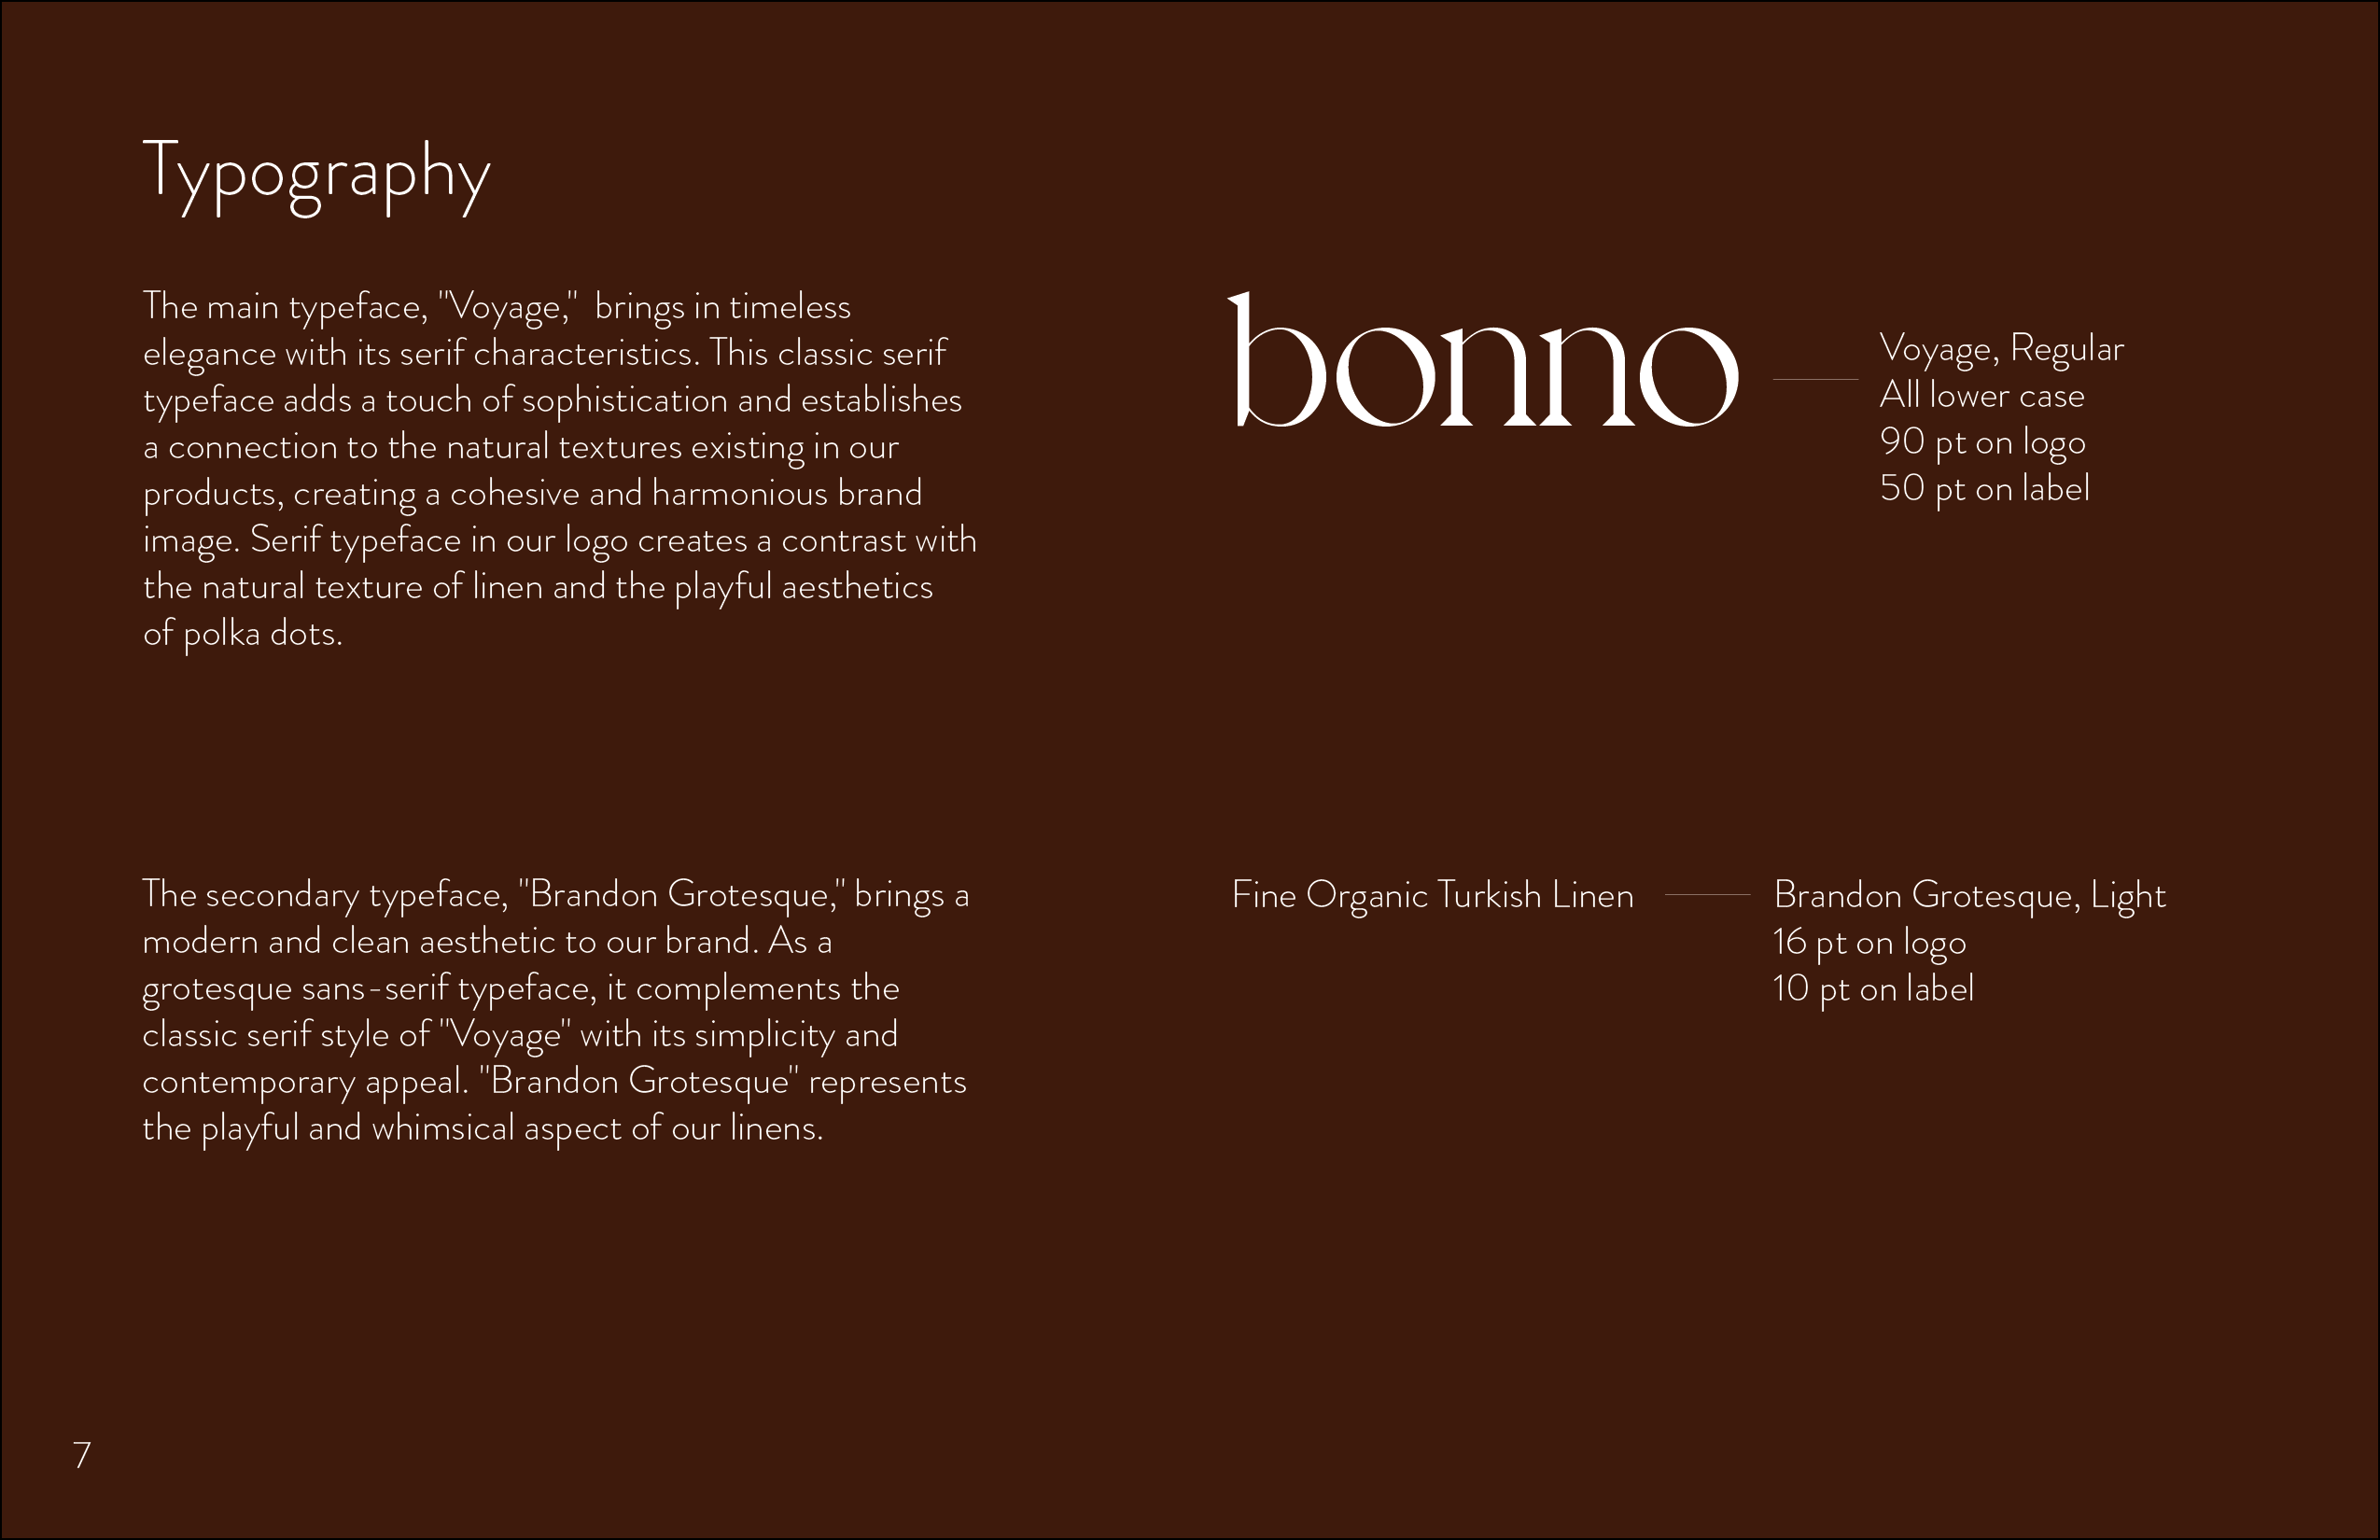 Typography
The main typeface, "Voyage,"  brings in timeless
elegance with its serif characteristics. This classic serif
typeface adds a touch of sophistication and establishes
a connection to the natural textures existing in our
products, creating a cohesive and harmonious brand
image. Serif typeface in our logo creates a contrast with
the natural texture of linen and the playful aesthetics
of polka dots.
bonno
Voyage, Regular
All lower case
90 pt on logo
50 pt on label
The secondary typeface, "Brandon Grotesque," brings a
modern and clean aesthetic to our brand. As a
grotesque sans-serif typeface, it complements the
classic serif style of "Voyage" with its simplicity and
contemporary appeal. "Brandon Grotesque" represents
the playful and whimsical aspect of our linens.
Fine Organic Turkish Linen
Brandon Grotesque, Light
16 pt on logo
10 pt on label
7